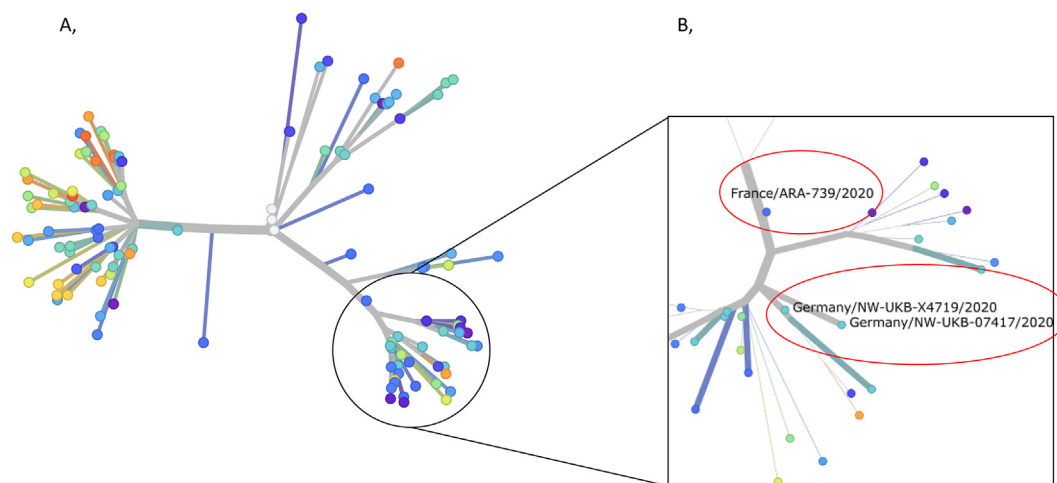 A,
B,
France/ARA-739/2020
Germany/NW-UKB-X4719/2020
Germany/NW-UKB-07417/2020